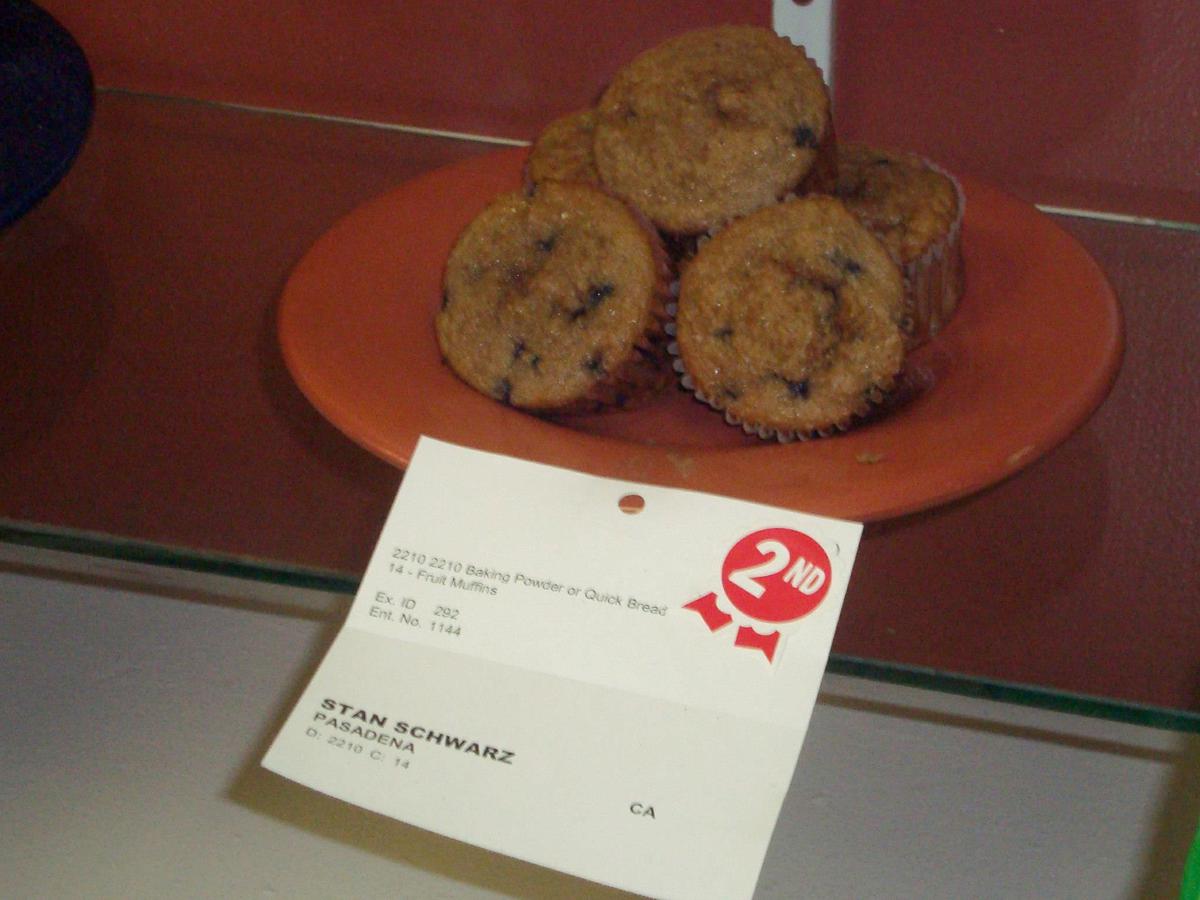 2210 2210 Baking Powder or Quick Bread
14 - Fruit Muffins
Ex. ID 292
Ent. No. 1144
2ND
STAN SCHWARZ
PASADENA
D: 2210 C: 14
CA